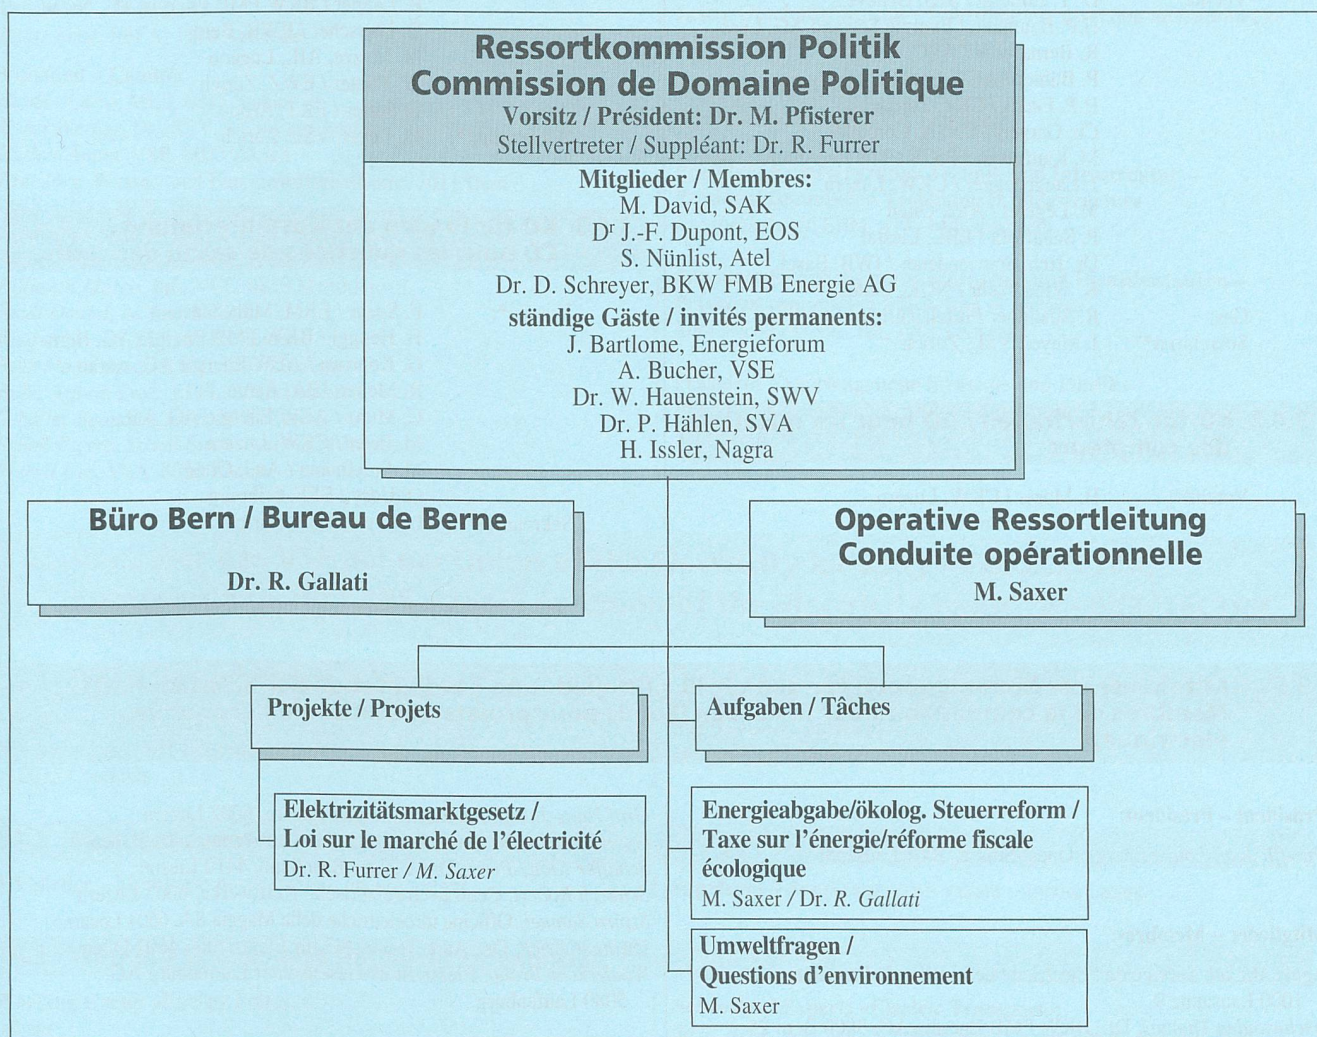 Ressortkommission Politik
Commission de Domaine Politique
Vorsitz / Président: Dr. M. Pfisterer
Stellvertreter / Suppléant: Dr. R. Furrer
Mitglieder / Membres:
M. David, SAK
Dr J.-F. Dupont, EOS
S. Nünlist, Atel
Dr. D. Schreyer, BKW FMB Energie AG
ständige Gäste / invités permanents:
J. Bartlome, Energieforum
A. Bucher, VSE
Dr. W. Hauenstein, SWV
Dr. P. Hählen, SVA
H. Issler, Nagra
Büro Bern / Bureau de Berne
Dr. R. Gallati
Operative Ressortleitung
Conduite opérationnelle
M. Saxer
Projekte / Projets
Elektrizitätsmarktgesetz /
Loi sur le marché de l'électricité
Dr. R. Furrer / M. Saxer
Aufgaben / Tâches
Energieabgabe/ökolog. Steuerreform /
Taxe sur l'énergie/réforme fiscale
écologique
M. Saxer / Dr. R. Gallati
Umweltfragen /
Questions d'environnement
M. Saxer